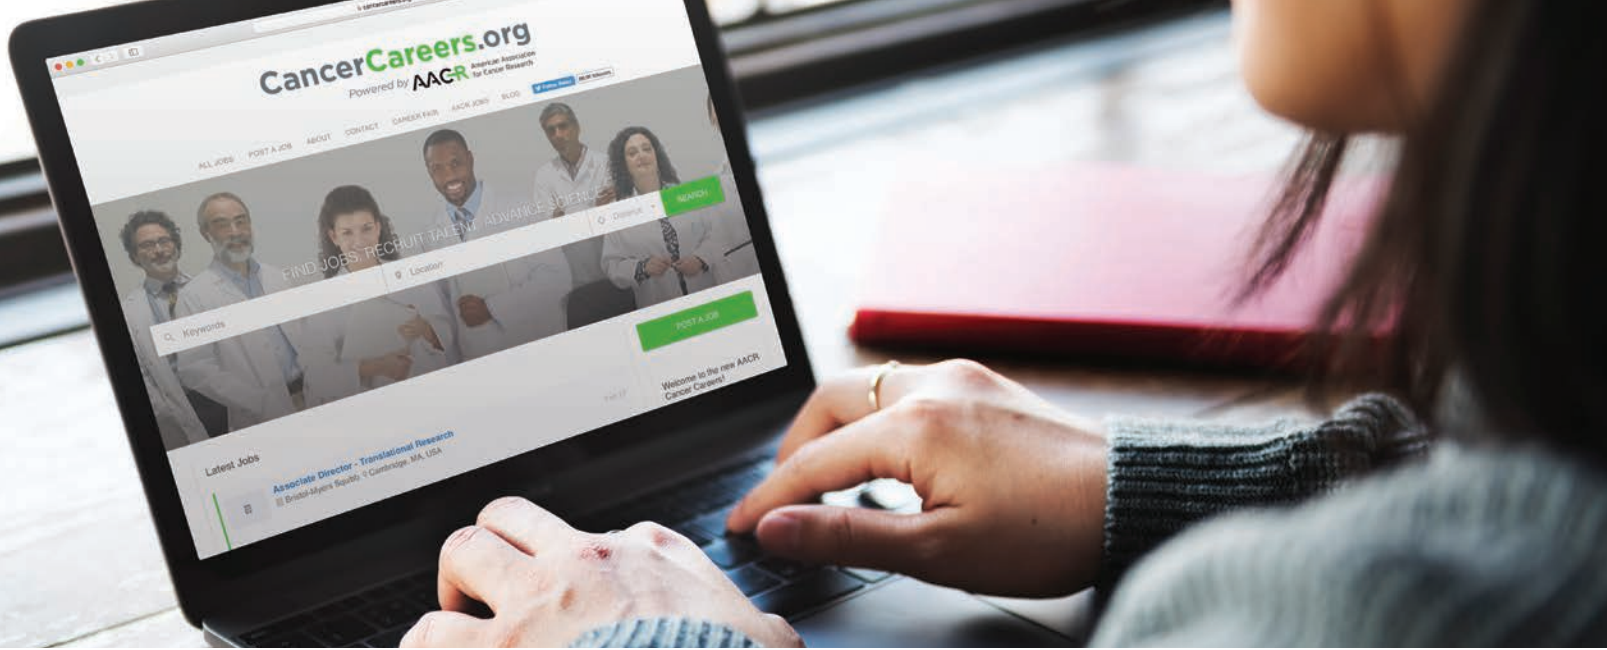 CancerCareers.org
Powered by AACR American Association
for Cancer Research
ALL JOBS POST A JOB ABOUT CONTACT CAREER FAIR AACR JOBS BLOG
FIND JOBS. RECRUIT TALENT. ADVANCE SCIENCE.
Keywords Location Distance SEARCH
POST A JOB
Welcome to the new AACR
Cancer Careers!
Latest Jobs
Associate Director - Translational Research
Bristol-Myers Squibb Cambridge, MA, USA